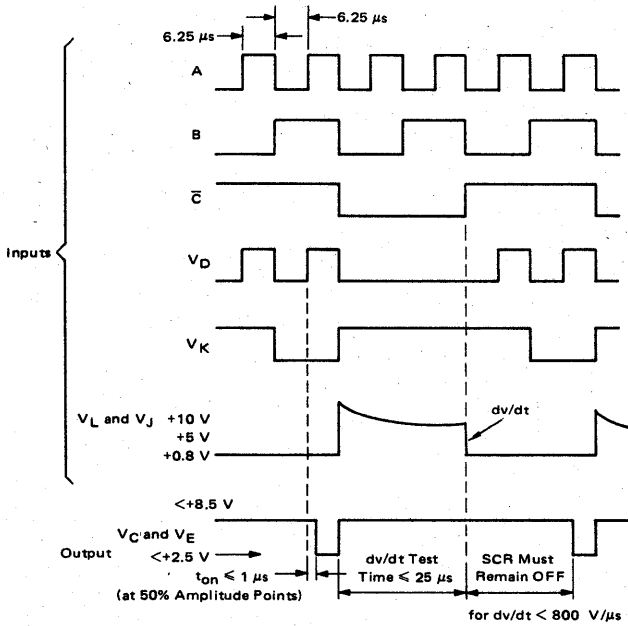 6.25 µs
6.25 µs
A
B
C̅
Inputs
V_D
V_K
V_L and V_J +10 V
+5 V
+0.8 V
dv/dt
<+8.5 V
V_C and V_E
Output
<+2.5 V
t_on ≤ 1 µs
(at 50% Amplitude Points)
dv/dt Test
Time ≤ 25 µs
SCR Must
Remain OFF
for dv/dt < 800 V/µs